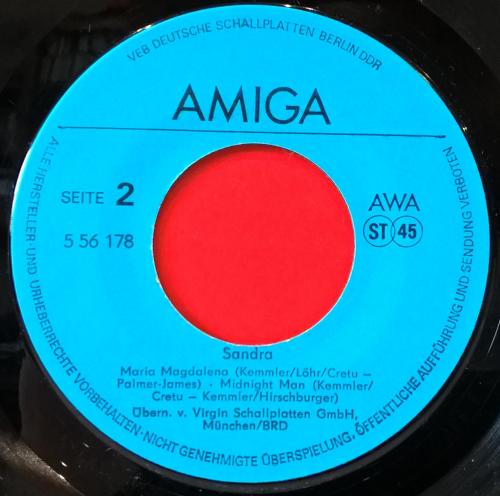 VEB DEUTSCHE SCHALLPLATTEN BERLIN DDR
AMIGA
SEITE 2
5 56 178
AWA
ST 45
Sandra
Maria Magdalena (Kemmler/Löhr/Cretu –
Palmer-James) · Midnight Man (Kemmler/
Cretu – Kemmler/Hirschburger)
Übern. v. Virgin Schallplatten GmbH,
München/BRD
ALLE HERSTELLER- UND URHEBERRECHTE VORBEHALTEN · NICHT GENEHMIGTE ÜBERSPIELUNG, ÖFFENTLICHE AUFFÜHRUNG UND SENDUNG VERBOTEN